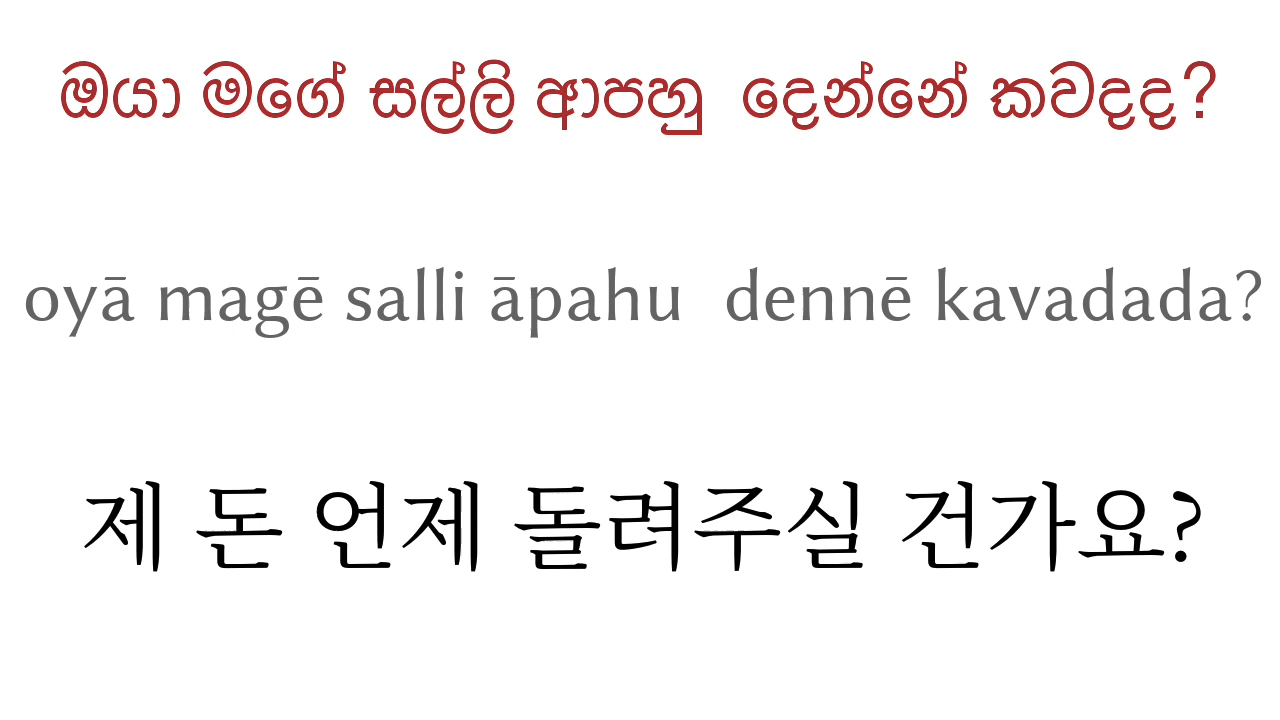 ඔයා මගේ සල්ලි ආපහු  දෙන්නේ කවදද?
oyā magē salli āpahu  dennē kavadada?
제 돈 언제 돌려주실 건가요?